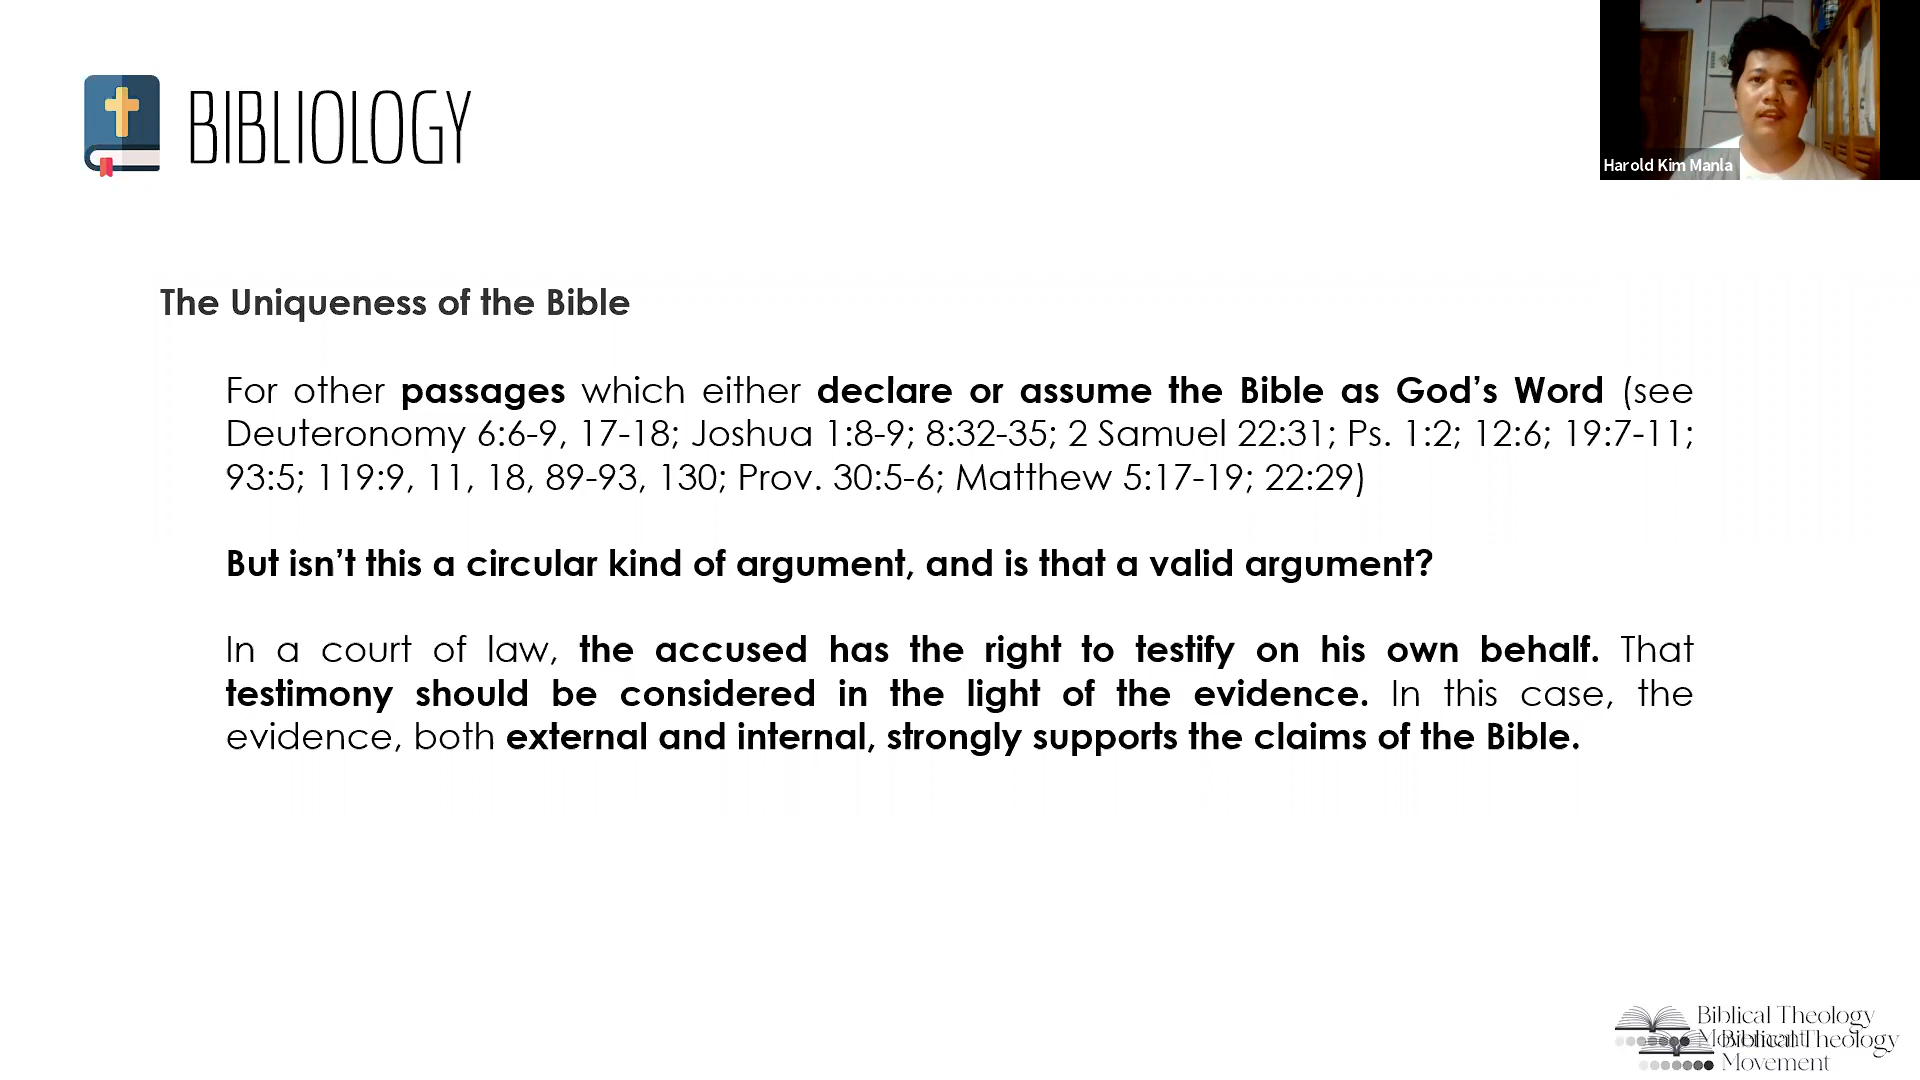 BIBLIOLOGY
Harold Kim Manla
The Uniqueness of the Bible
For other passages which either declare or assume the Bible as God’s Word (see
Deuteronomy 6:6-9, 17-18; Joshua 1:8-9; 8:32-35; 2 Samuel 22:31; Ps. 1:2; 12:6; 19:7-11;
93:5; 119:9, 11, 18, 89-93, 130; Prov. 30:5-6; Matthew 5:17-19; 22:29)
But isn’t this a circular kind of argument, and is that a valid argument?
In a court of law, the accused has the right to testify on his own behalf. That
testimony should be considered in the light of the evidence. In this case, the
evidence, both external and internal, strongly supports the claims of the Bible.
Biblical Theology
Movement
Biblical Theology
Movement